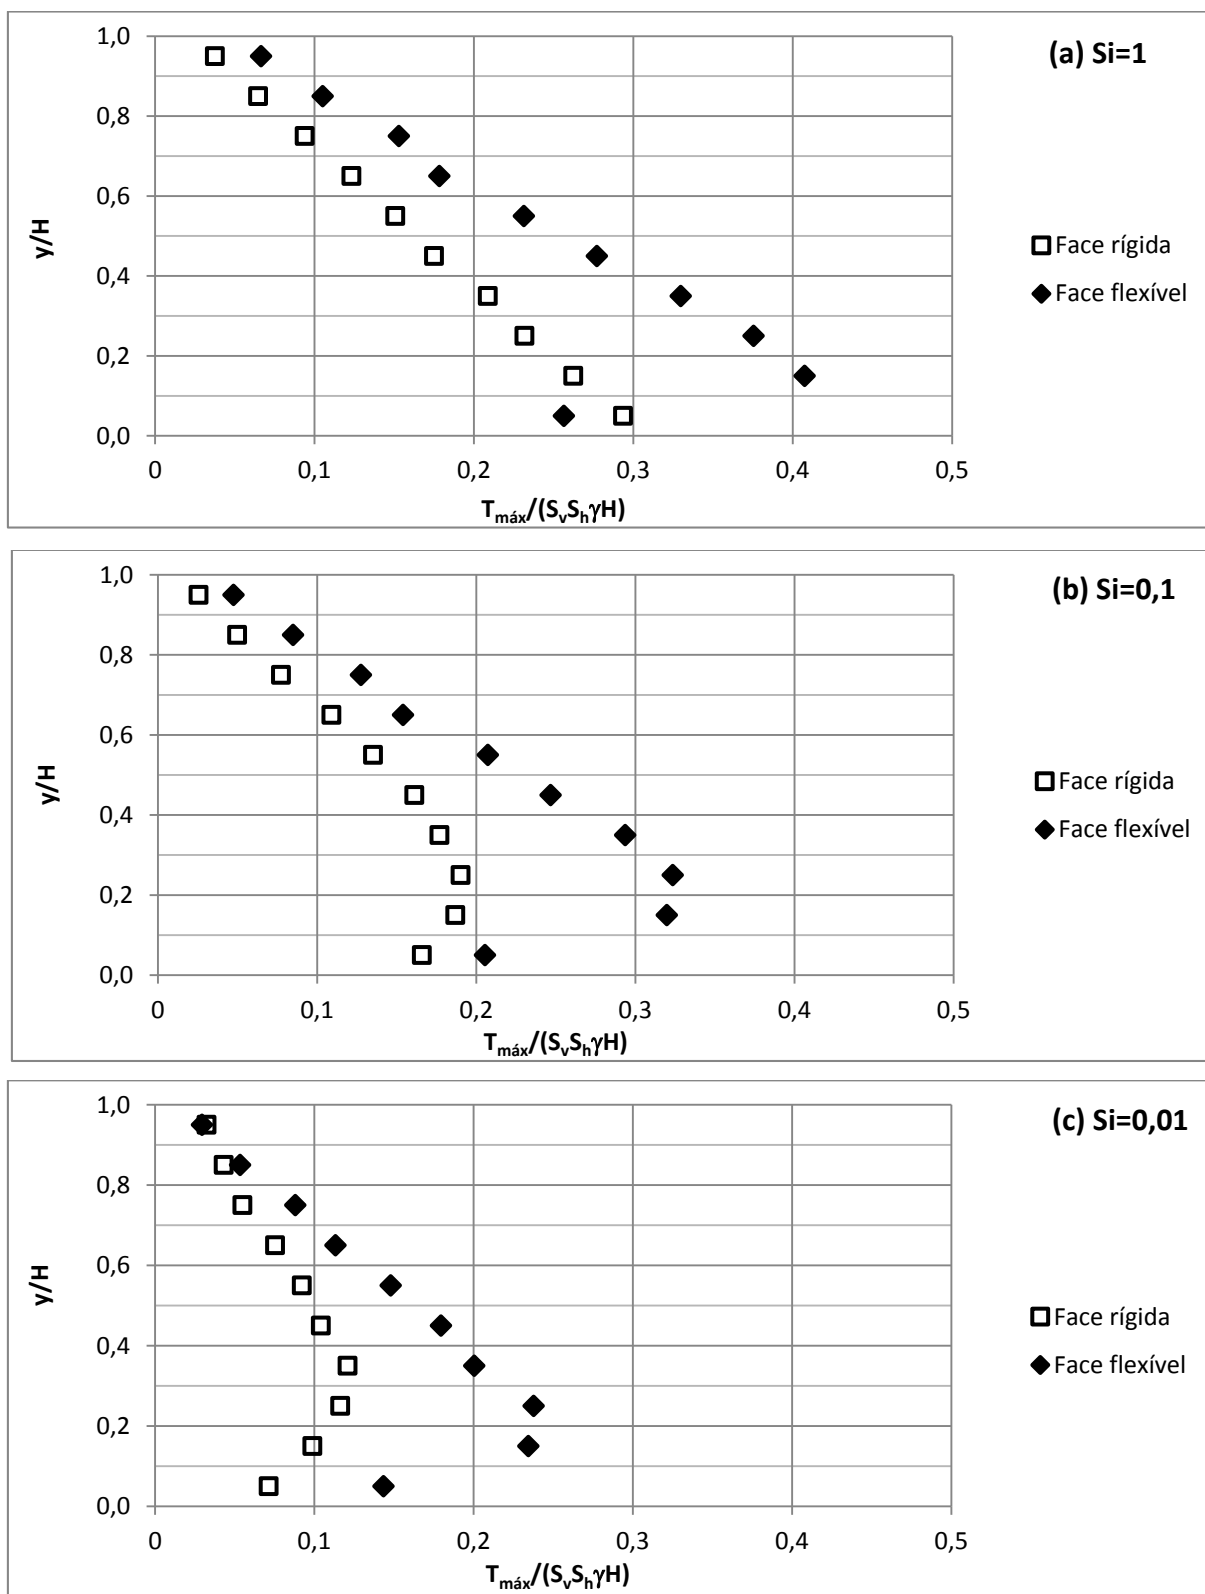 (a) Si=1
1,0
0,8
0,6
0,4
0,2
0,0
y/H
0 0,1 0,2 0,3 0,4 0,5
Tmáx/(SvShγH)
Face rígida
Face flexível
(b) Si=0,1
1,0
0,8
0,6
0,4
0,2
0,0
y/H
0 0,1 0,2 0,3 0,4 0,5
Tmáx/(SvShγH)
Face rígida
Face flexível
(c) Si=0,01
1,0
0,8
0,6
0,4
0,2
0,0
y/H
0 0,1 0,2 0,3 0,4 0,5
Tmáx/(SvShγH)
Face rígida
Face flexível